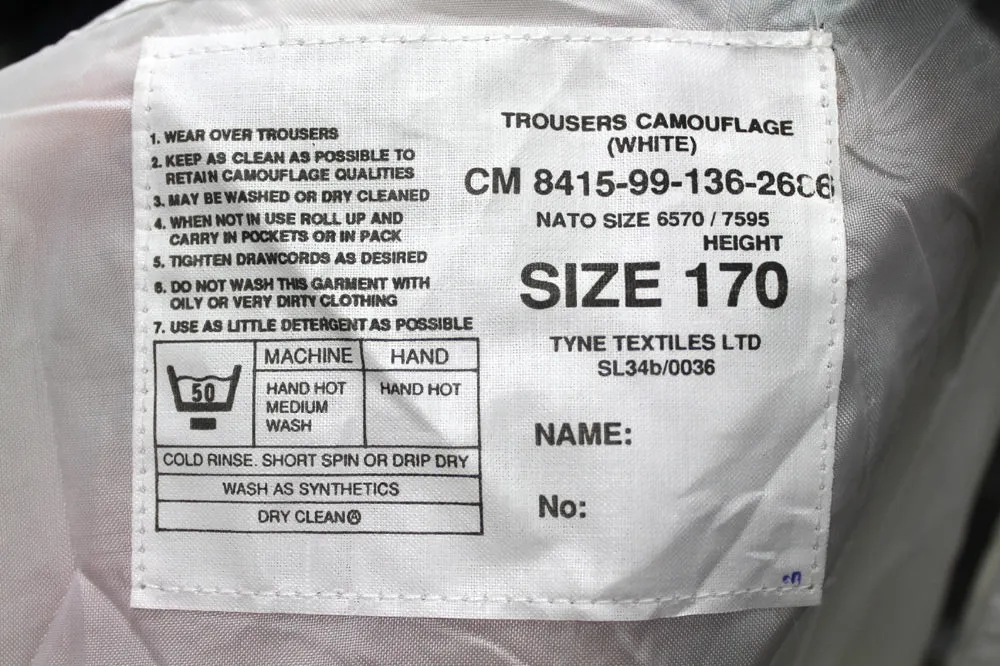 1. WEAR OVER TROUSERS
2. KEEP AS CLEAN AS POSSIBLE TO
RETAIN CAMOUFLAGE QUALITIES
3. MAY BE WASHED OR DRY CLEANED
4. WHEN NOT IN USE ROLL UP AND
CARRY IN POCKETS OR IN PACK
5. TIGHTEN DRAWCORDS AS DESIRED
6. DO NOT WASH THIS GARMENT WITH
OILY OR VERY DIRTY CLOTHING
7. USE AS LITTLE DETERGENT AS POSSIBLE
50
MACHINE
HAND
HAND HOT
MEDIUM
WASH
HAND HOT
COLD RINSE. SHORT SPIN OR DRIP DRY
WASH AS SYNTHETICS
DRY CLEAN Ⓐ
TROUSERS CAMOUFLAGE
(WHITE)
CM
NATO SIZE 6570 / 7595
HEIGHT
SIZE 170
TYNE TEXTILES LTD
SL34b/0036
NAME:
No: